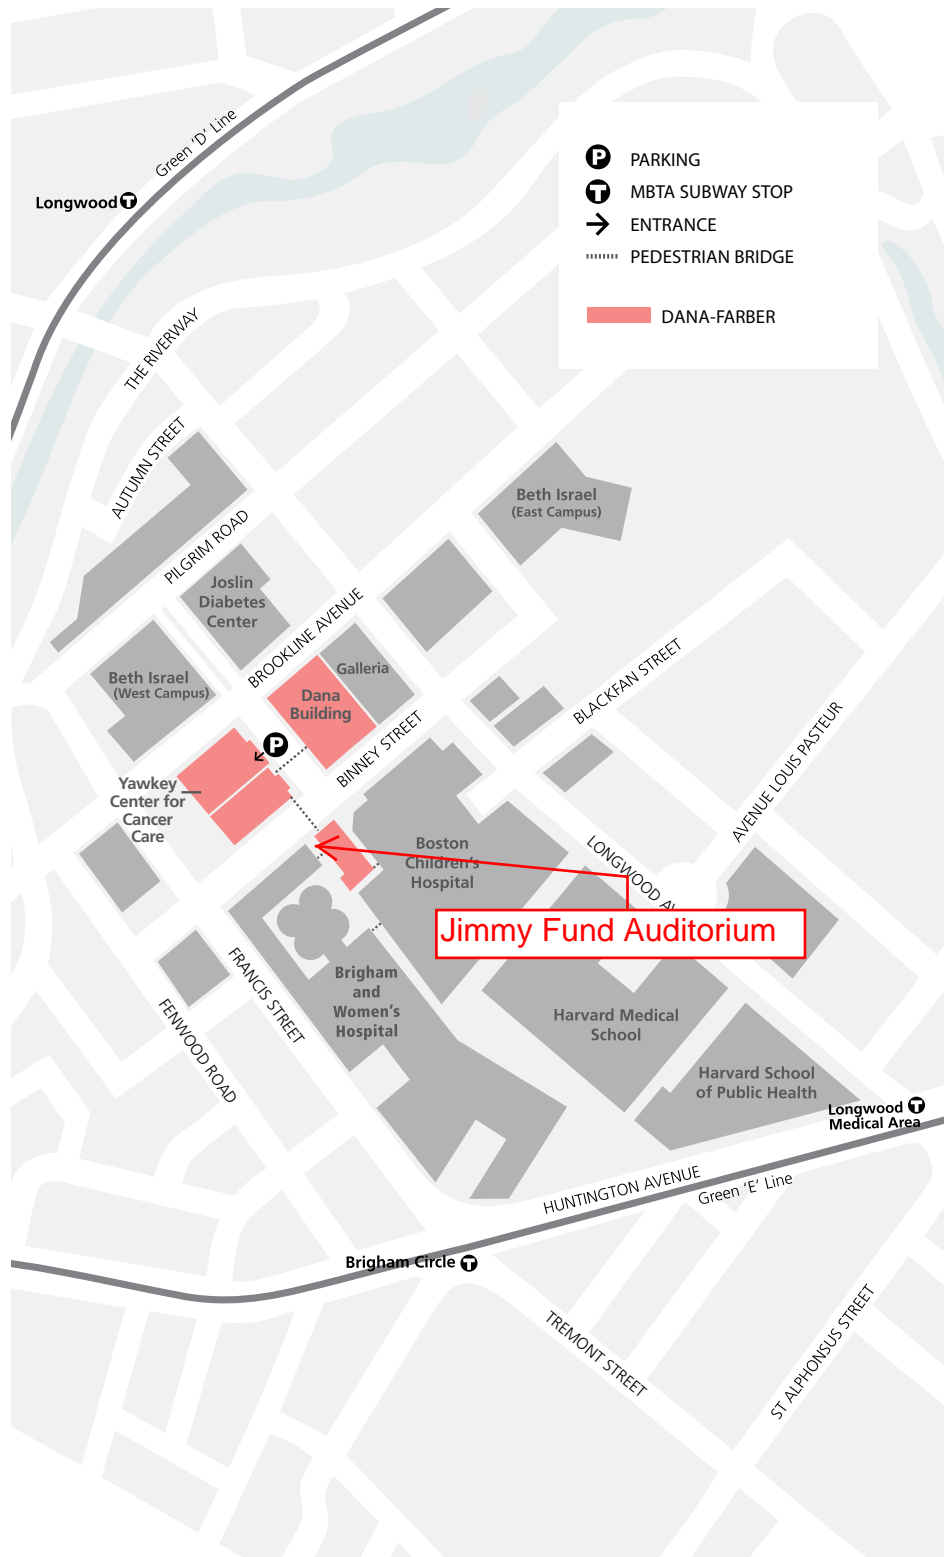 Green ‘D’ Line
P PARKING
T MBTA SUBWAY STOP
ENTRANCE
PEDESTRIAN BRIDGE
DANA-FARBER
Longwood T
THE RIVERWAY
AUTUMN STREET
PILGRIM ROAD
Beth Israel
(East Campus)
Joslin
Diabetes
Center
BROOKLINE AVENUE
Galleria
Beth Israel
(West Campus)
Dana
Building
BLACKFAN STREET
BINNEY STREET
AVENUE LOUIS PASTEUR
P
Yawkey
Center for
Cancer
Care
Boston
Children’s
Hospital
LONGWOOD AV
Jimmy Fund Auditorium
FRANCIS STREET
Brigham
and
Women’s
Hospital
FENWOOD ROAD
Harvard Medical
School
Harvard School
of Public Health
Longwood T
Medical Area
HUNTINGTON AVENUE
Green ‘E’ Line
Brigham Circle T
TREMONT STREET
ST ALPHONSUS STREET